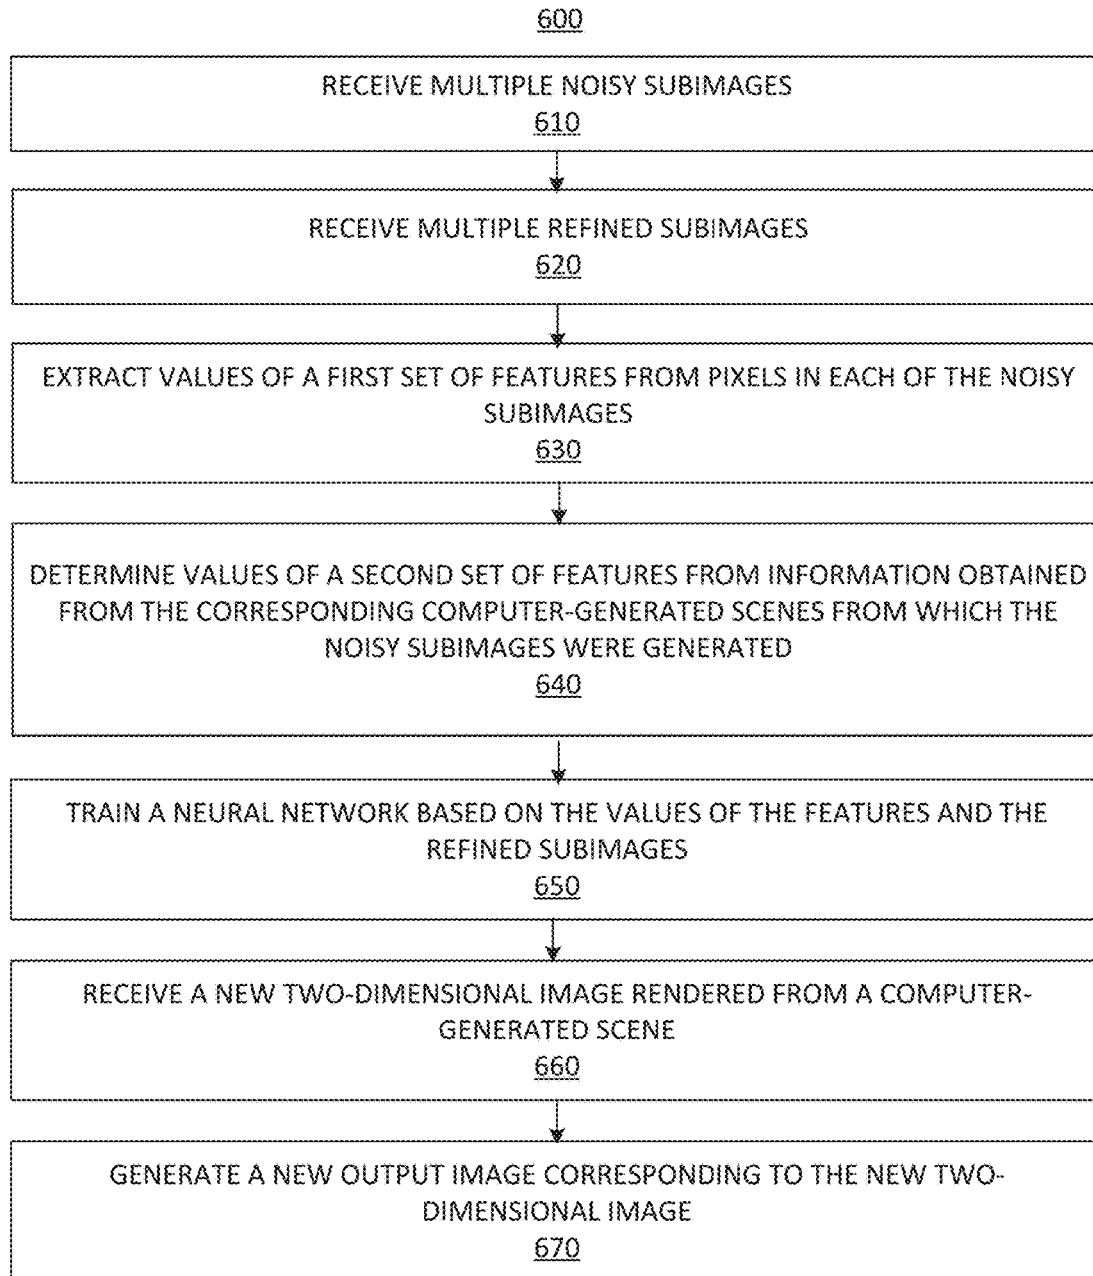 600
RECEIVE MULTIPLE NOISY SUBIMAGES
610
RECEIVE MULTIPLE REFINED SUBIMAGES
620
EXTRACT VALUES OF A FIRST SET OF FEATURES FROM PIXELS IN EACH OF THE NOISY
SUBIMAGES
630
DETERMINE VALUES OF A SECOND SET OF FEATURES FROM INFORMATION OBTAINED
FROM THE CORRESPONDING COMPUTER-GENERATED SCENES FROM WHICH THE
NOISY SUBIMAGES WERE GENERATED
640
TRAIN A NEURAL NETWORK BASED ON THE VALUES OF THE FEATURES AND THE
REFINED SUBIMAGES
650
RECEIVE A NEW TWO-DIMENSIONAL IMAGE RENDERED FROM A COMPUTER-
GENERATED SCENE
660
GENERATE A NEW OUTPUT IMAGE CORRESPONDING TO THE NEW TWO-
DIMENSIONAL IMAGE
670